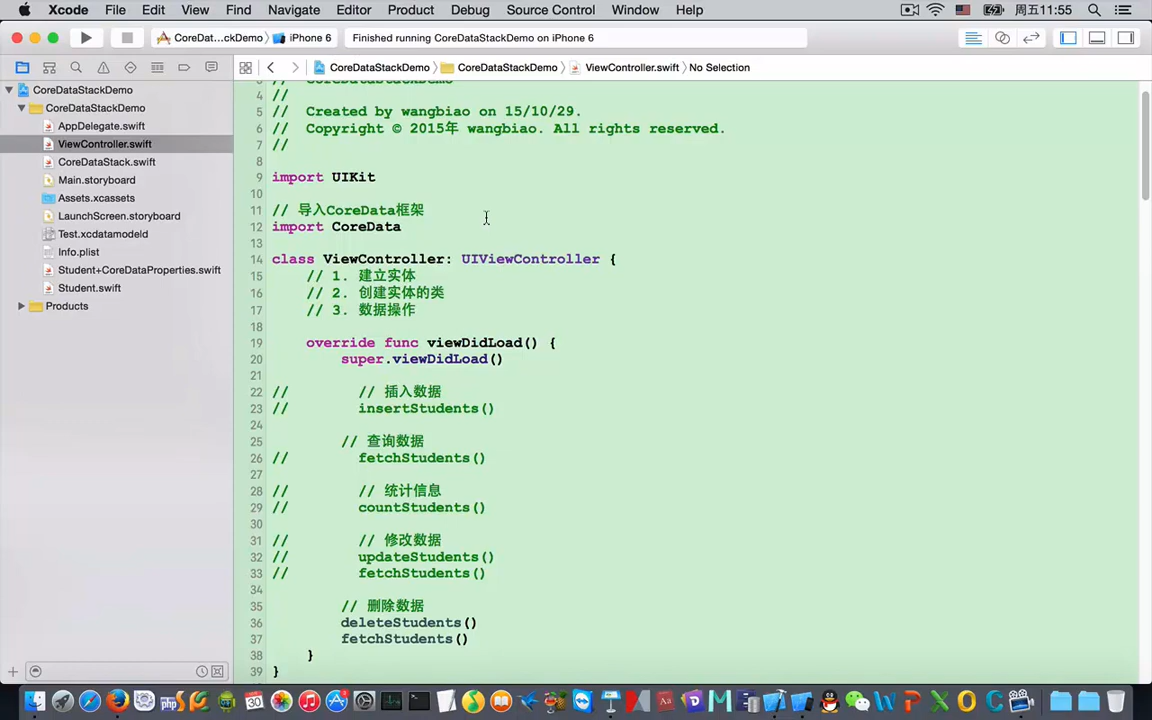 Xcode File Edit View Find Navigate Editor Product Debug Source Control Window Help 周五11:55
CoreDat...ckDemo iPhone 6 Finished running CoreDataStackDemo on iPhone 6
CoreDataStackDemo CoreDataStackDemo ViewController.swift No Selection
CoreDataStackDemo
CoreDataStackDemo
AppDelegate.swift
ViewController.swift
CoreDataStack.swift
Main.storyboard
Assets.xcassets
LaunchScreen.storyboard
Test.xcdatamodeld
Info.plist
Student+CoreDataProperties.swift
Student.swift
Products
3 // CoreDataStackDemo
4 //
5 // Created by wangbiao on 15/10/29.
6 // Copyright © 2015年 wangbiao. All rights reserved.
7 //
8
9 import UIKit
10
11 // 导入CoreData框架
12 import CoreData
13
14 class ViewController: UIViewController {
15 // 1. 建立实体
16 // 2. 创建实体的类
17 // 3. 数据操作
18
19 override func viewDidLoad() {
20 super.viewDidLoad()
21
22 // // 插入数据
23 // insertStudents()
24
25 // 查询数据
26 // fetchStudents()
27
28 // // 统计信息
29 // countStudents()
30
31 // // 修改数据
32 // updateStudents()
33 // fetchStudents()
34
35 // 删除数据
36 deleteStudents()
37 fetchStudents()
38 }
39 }